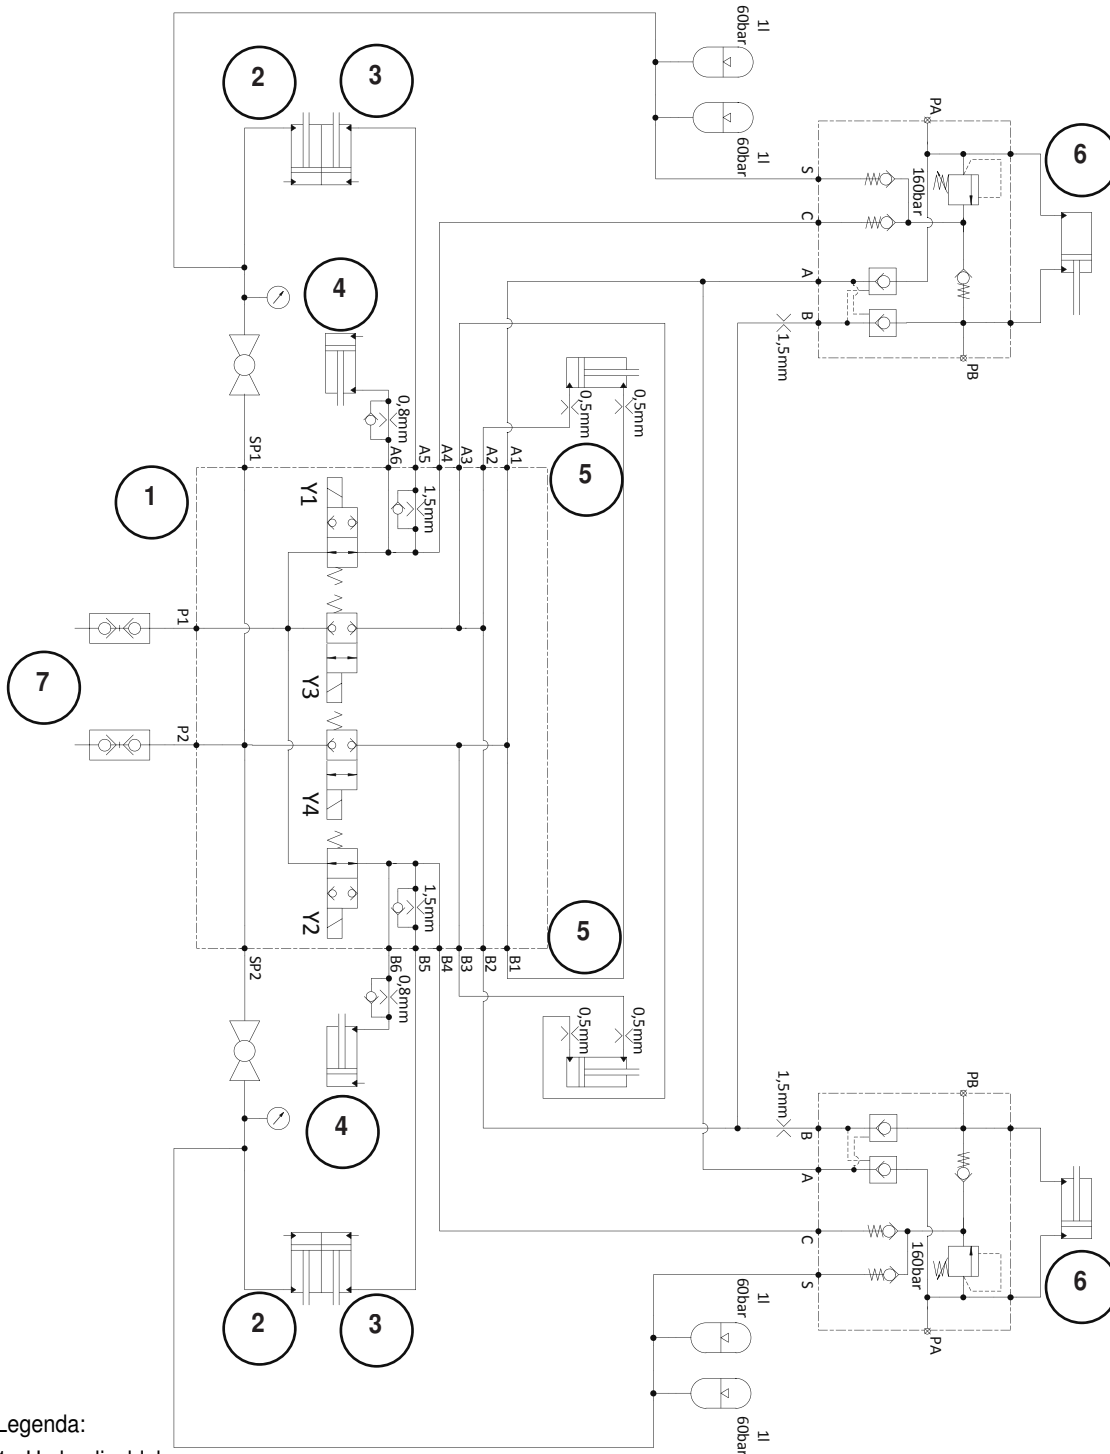 1l
60bar
1l
60bar
2
3
PA
6
S
160bar
C
4
A
B
1,5mm
PB
0,8mm
0,5mm
0,5mm
SP1
A6
A5
A4
A3
A2
A1
5
1
Y1
1,5mm
P1
7
Y3
P2
Y4
Y2
1,5mm
5
SP2
B6
B5
B4
B3
B2
B1
0,8mm
0,5mm
0,5mm
4
1,5mm
PB
B
A
C
160bar
S
6
2
3
1l
60bar
PA
1l
60bar
Legenda: